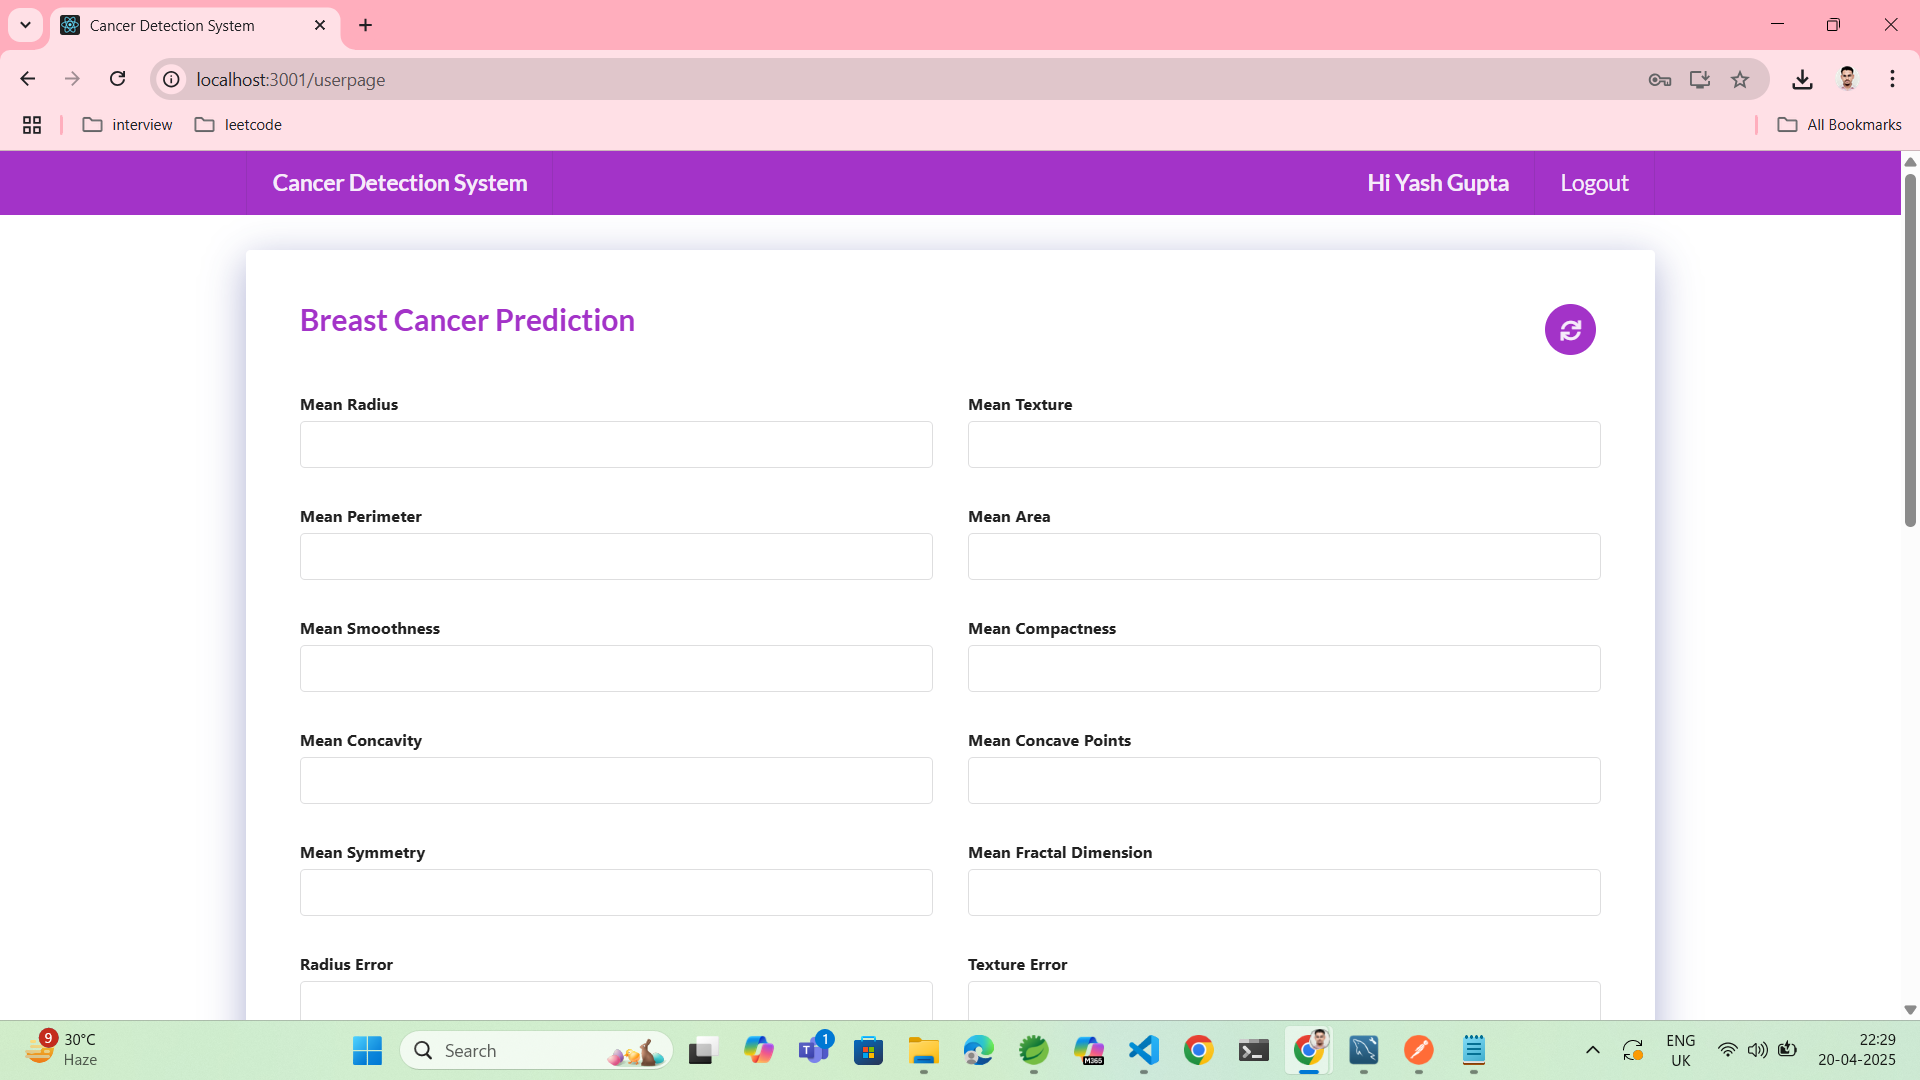 Cancer Detection System
localhost:3001/userpage
interview
leetcode
All Bookmarks
Cancer Detection System
Hi Yash Gupta
Logout
Breast Cancer Prediction
Mean Radius
Mean Texture
Mean Perimeter
Mean Area
Mean Smoothness
Mean Compactness
Mean Concavity
Mean Concave Points
Mean Symmetry
Mean Fractal Dimension
Radius Error
Texture Error
9
30°C
Haze
Search
1
M365
ENG
UK
22:29
20-04-2025